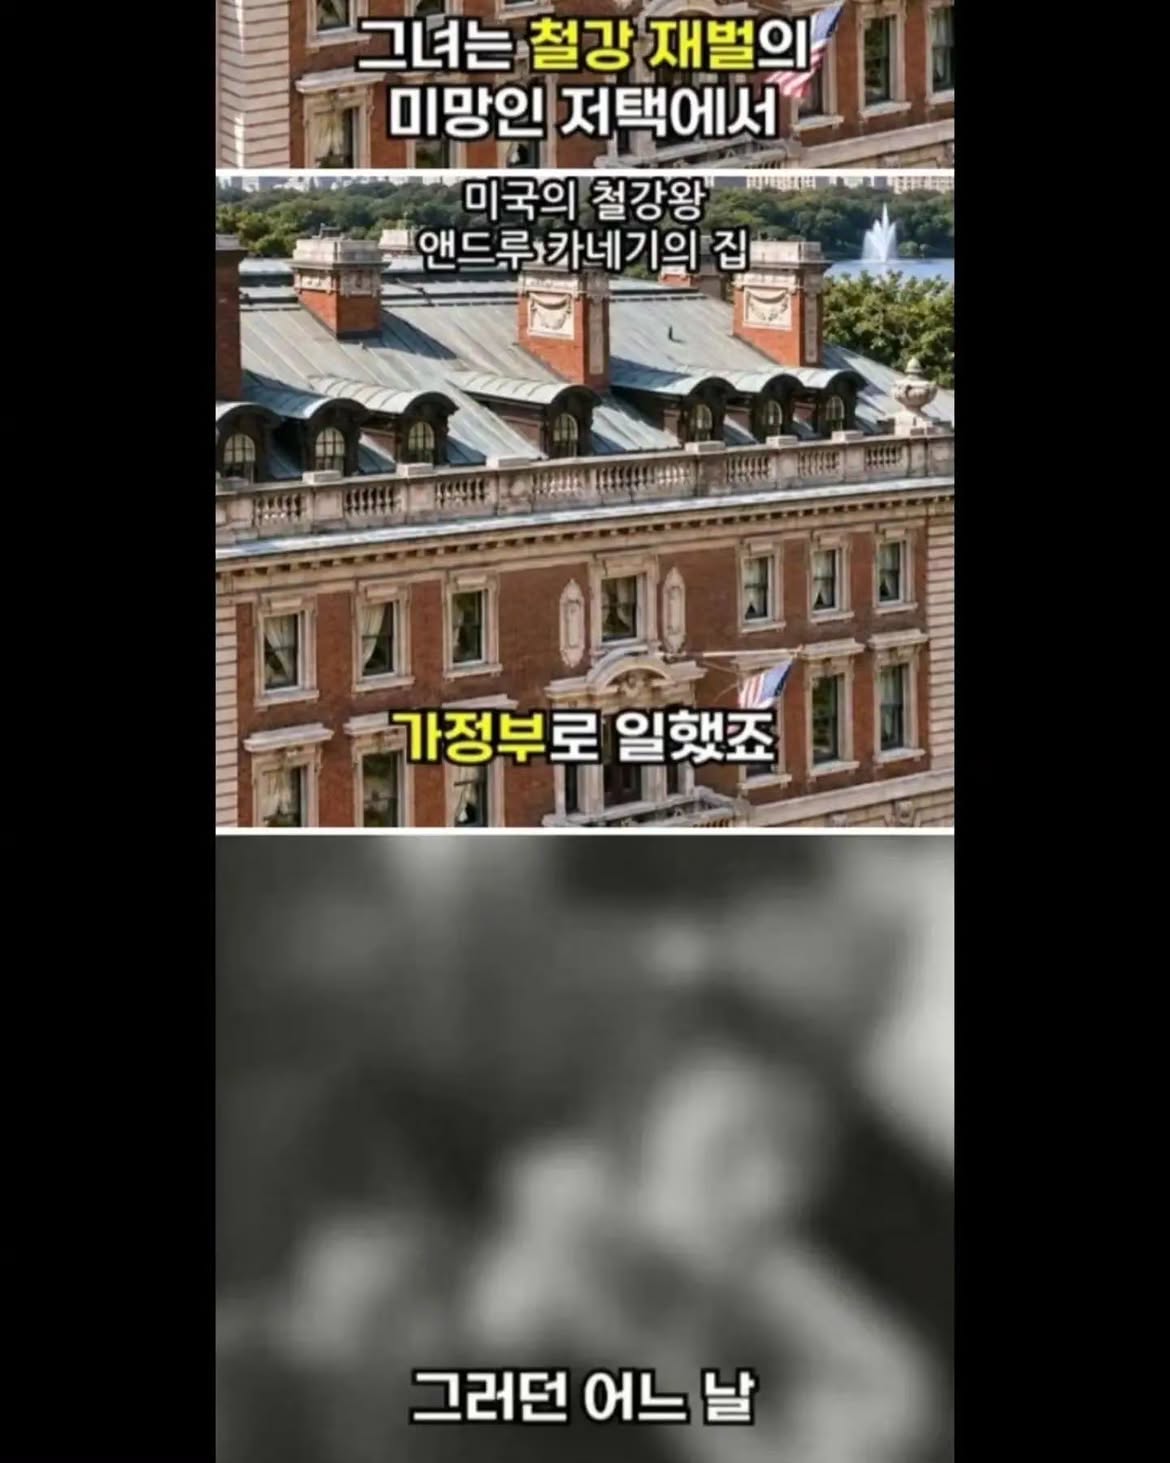 그녀는 철강 재벌의
미망인 저택에서
미국의 철강왕
앤드루 카네기의 집
가정부로 일했죠
그러던 어느 날